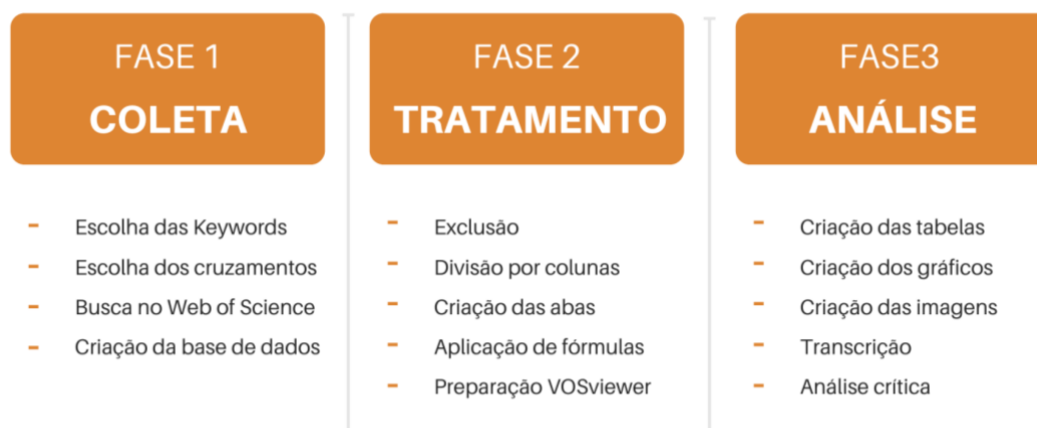 FASE 1
COLETA
- Escolha das Keywords
- Escolha dos cruzamentos
- Busca no Web of Science
- Criação da base de dados
FASE 2
TRATAMENTO
- Exclusão
- Divisão por colunas
- Criação das abas
- Aplicação de fórmulas
- Preparação VOSviewer
FASE3
ANÁLISE
- Criação das tabelas
- Criação dos gráficos
- Criação das imagens
- Transcrição
- Análise crítica